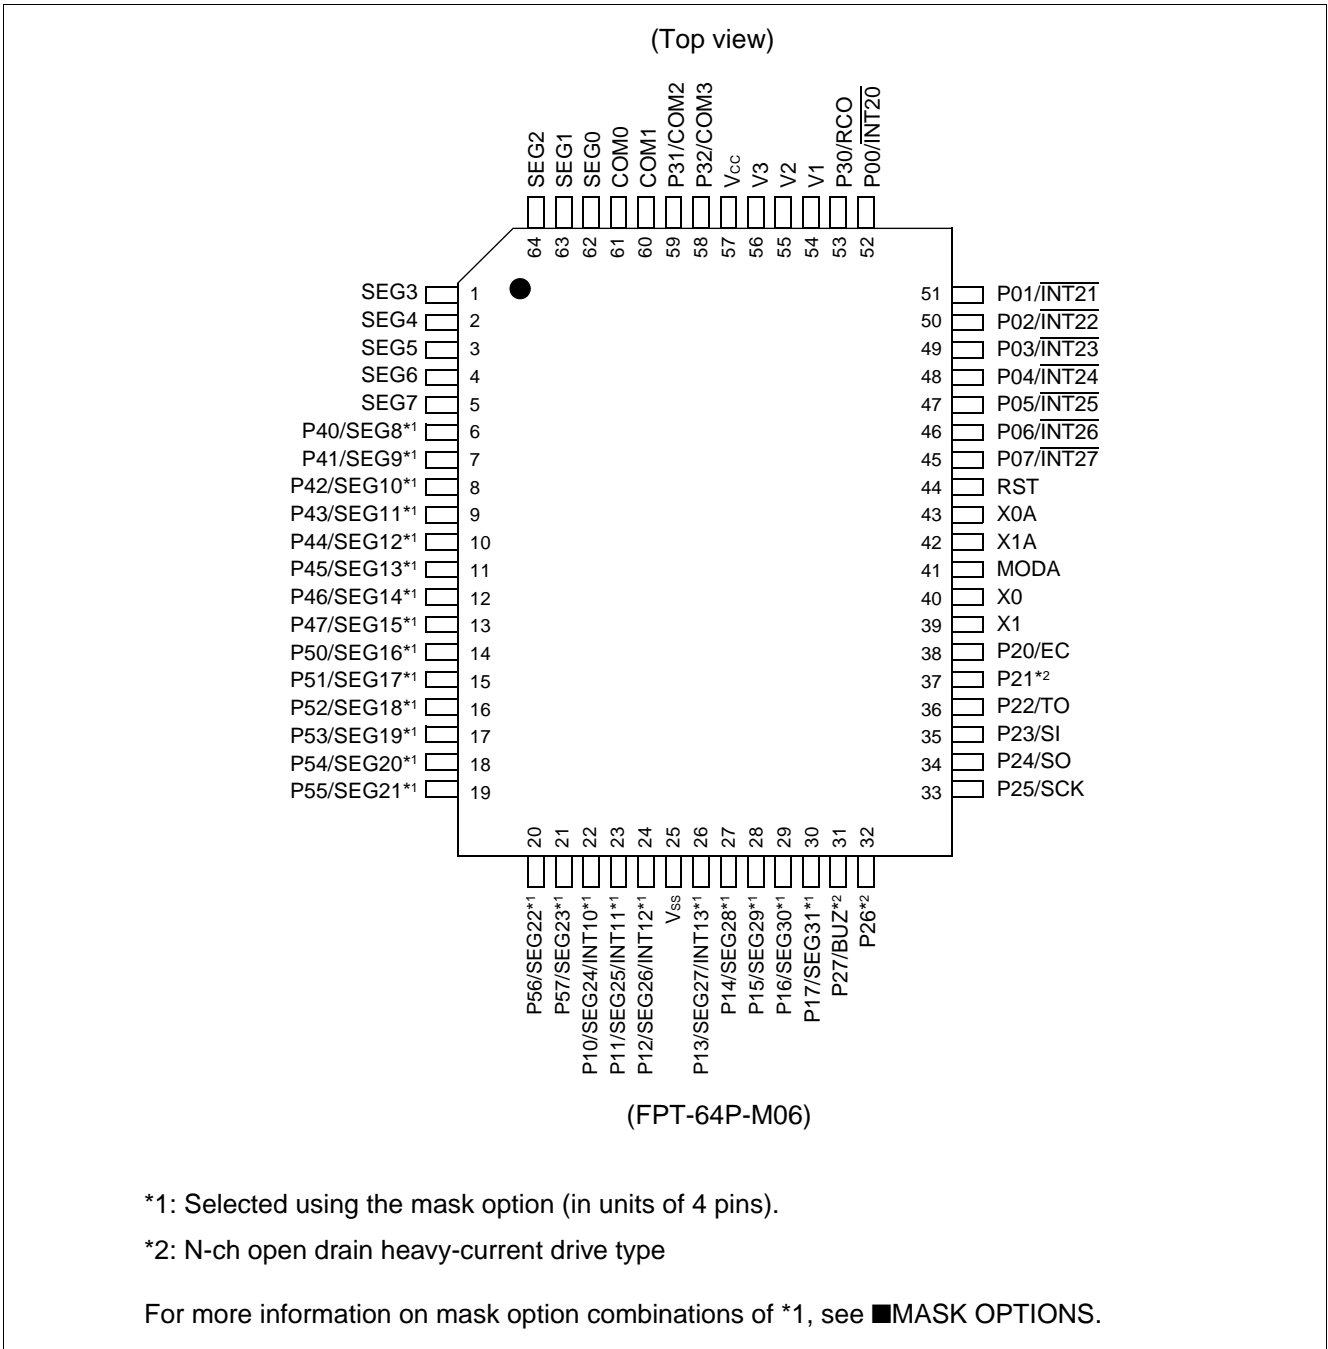 (Top view)
SEG2
SEG1
SEG0
COM0
COM1
P31/COM2
P32/COM3
Vcc
V3
V2
V1
P30/RCO
P00/INT20
64
63
62
61
60
59
58
57
56
55
54
53
52
SEG3 1
SEG4 2
SEG5 3
SEG6 4
SEG7 5
P40/SEG8*1 6
P41/SEG9*1 7
P42/SEG10*1 8
P43/SEG11*1 9
P44/SEG12*1 10
P45/SEG13*1 11
P46/SEG14*1 12
P47/SEG15*1 13
P50/SEG16*1 14
P51/SEG17*1 15
P52/SEG18*1 16
P53/SEG19*1 17
P54/SEG20*1 18
P55/SEG21*1 19
51 P01/INT21
50 P02/INT22
49 P03/INT23
48 P04/INT24
47 P05/INT25
46 P06/INT26
45 P07/INT27
44 RST
43 X0A
42 X1A
41 MODA
40 X0
39 X1
38 P20/EC
37 P21*2
36 P22/TO
35 P23/SI
34 P24/SO
33 P25/SCK
20
21
22
23
24
25
26
27
28
29
30
31
32
P56/SEG22*1
P57/SEG23*1
P10/SEG24/INT10*1
P11/SEG25/INT11*1
P12/SEG26/INT12*1
Vss
P13/SEG27/INT13*1
P14/SEG28*1
P15/SEG29*1
P16/SEG30*1
P17/SEG31*1
P27/BUZ*2
P26*2
(FPT-64P-M06)
*1: Selected using the mask option (in units of 4 pins).
*2: N-ch open drain heavy-current drive type
For more information on mask option combinations of *1, see ■MASK OPTIONS.